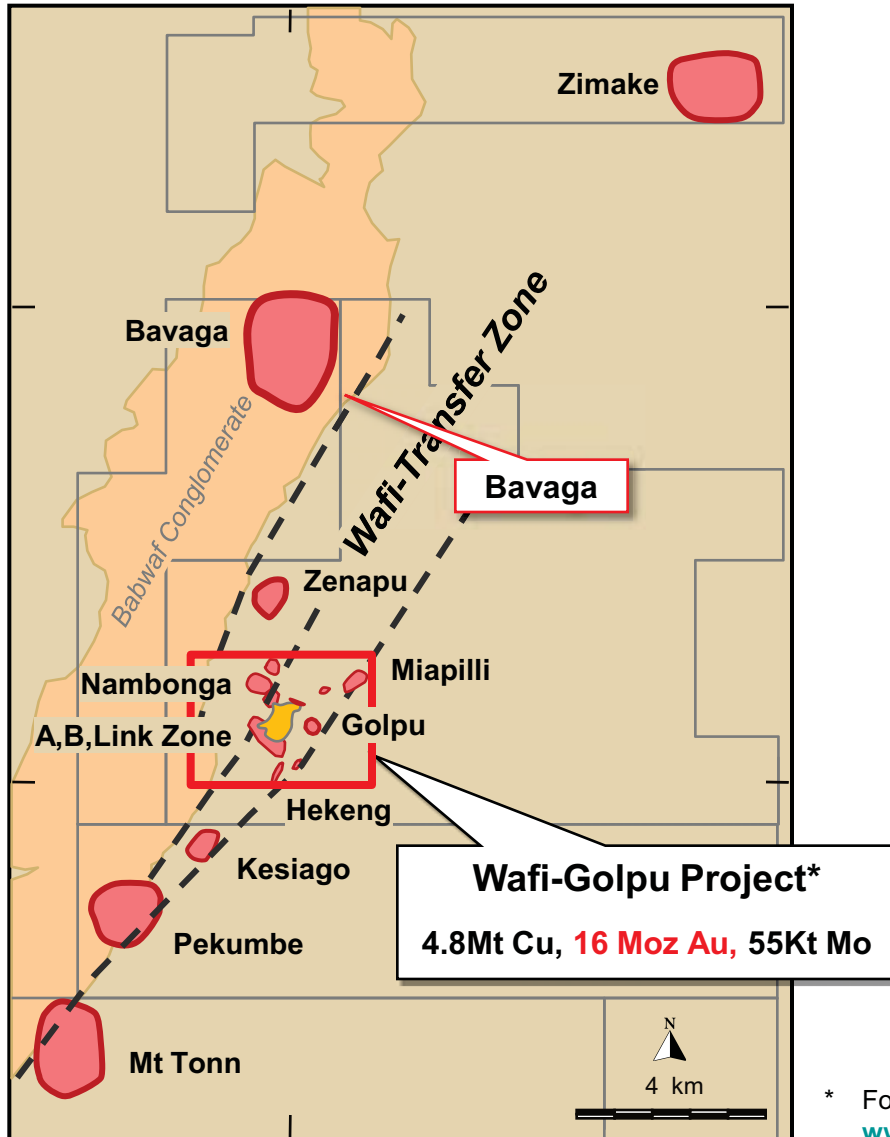 Zimake
Bavaga
Wafi-Transfer Zone
Babwaf Conglomerate
Bavaga
Zenapu
Nambonga
Miapilli
A,B,Link Zone
Golpu
Hekeng
Kesiago
Wafi-Golpu Project*
4.8Mt Cu, 16 Moz Au, 55Kt Mo
Pekumbe
Mt Tonn
N
4 km
*